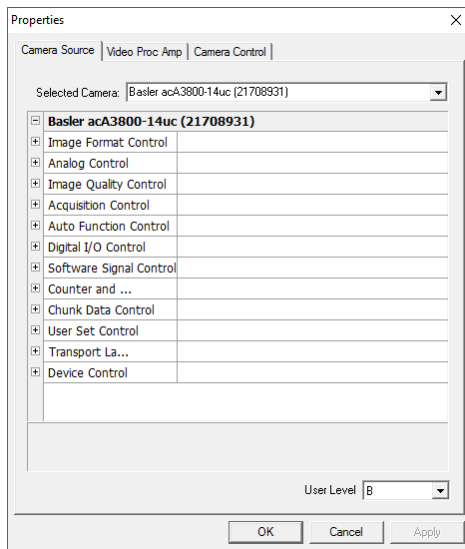 Properties
Camera Source Video Proc Amp Camera Control
Selected Camera: Basler acA3800-14uc (21708931)
Basler acA3800-14uc (21708931)
Image Format Control
Analog Control
Image Quality Control
Acquisition Control
Auto Function Control
Digital I/O Control
Software Signal Control
Counter and ...
Chunk Data Control
User Set Control
Transport La...
Device Control
User Level B
OK Cancel Apply